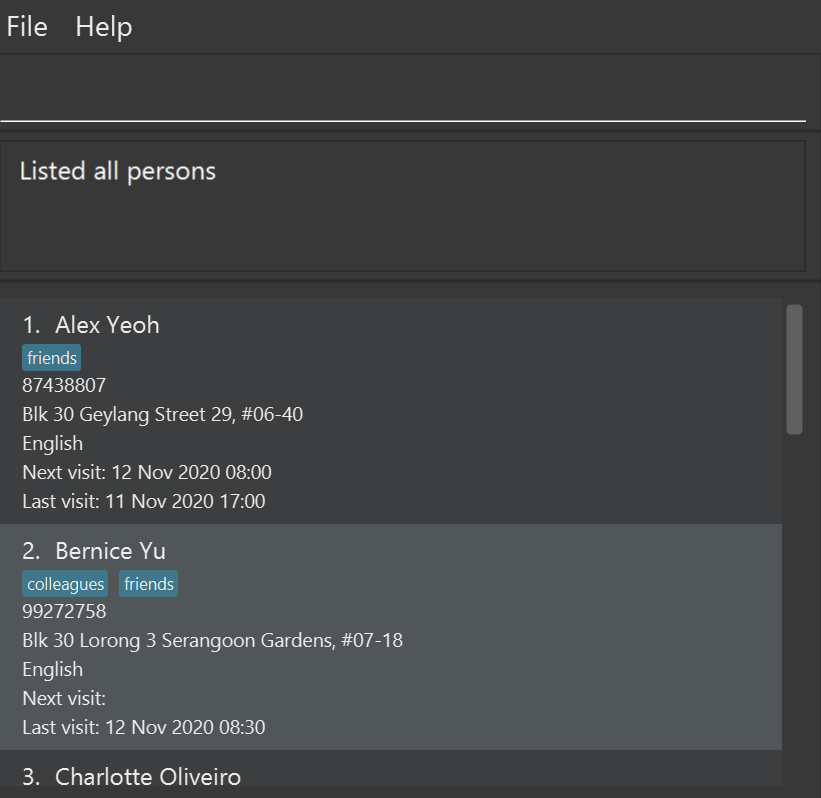 File Help
Listed all persons
1. Alex Yeoh
friends
87438807
Blk 30 Geylang Street 29, #06-40
English
Next visit: 12 Nov 2020 08:00
Last visit: 11 Nov 2020 17:00
2. Bernice Yu
colleagues friends
99272758
Blk 30 Lorong 3 Serangoon Gardens, #07-18
English
Next visit:
Last visit: 12 Nov 2020 08:30
3. Charlotte Oliveiro